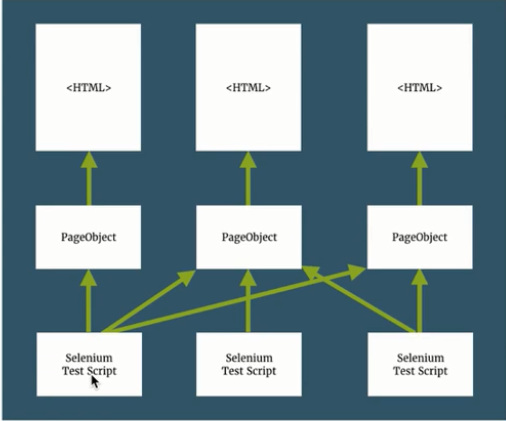 <HTML>
<HTML>
<HTML>
PageObject
PageObject
PageObject
Selenium
Test Script
Selenium
Test Script
Selenium
Test Script